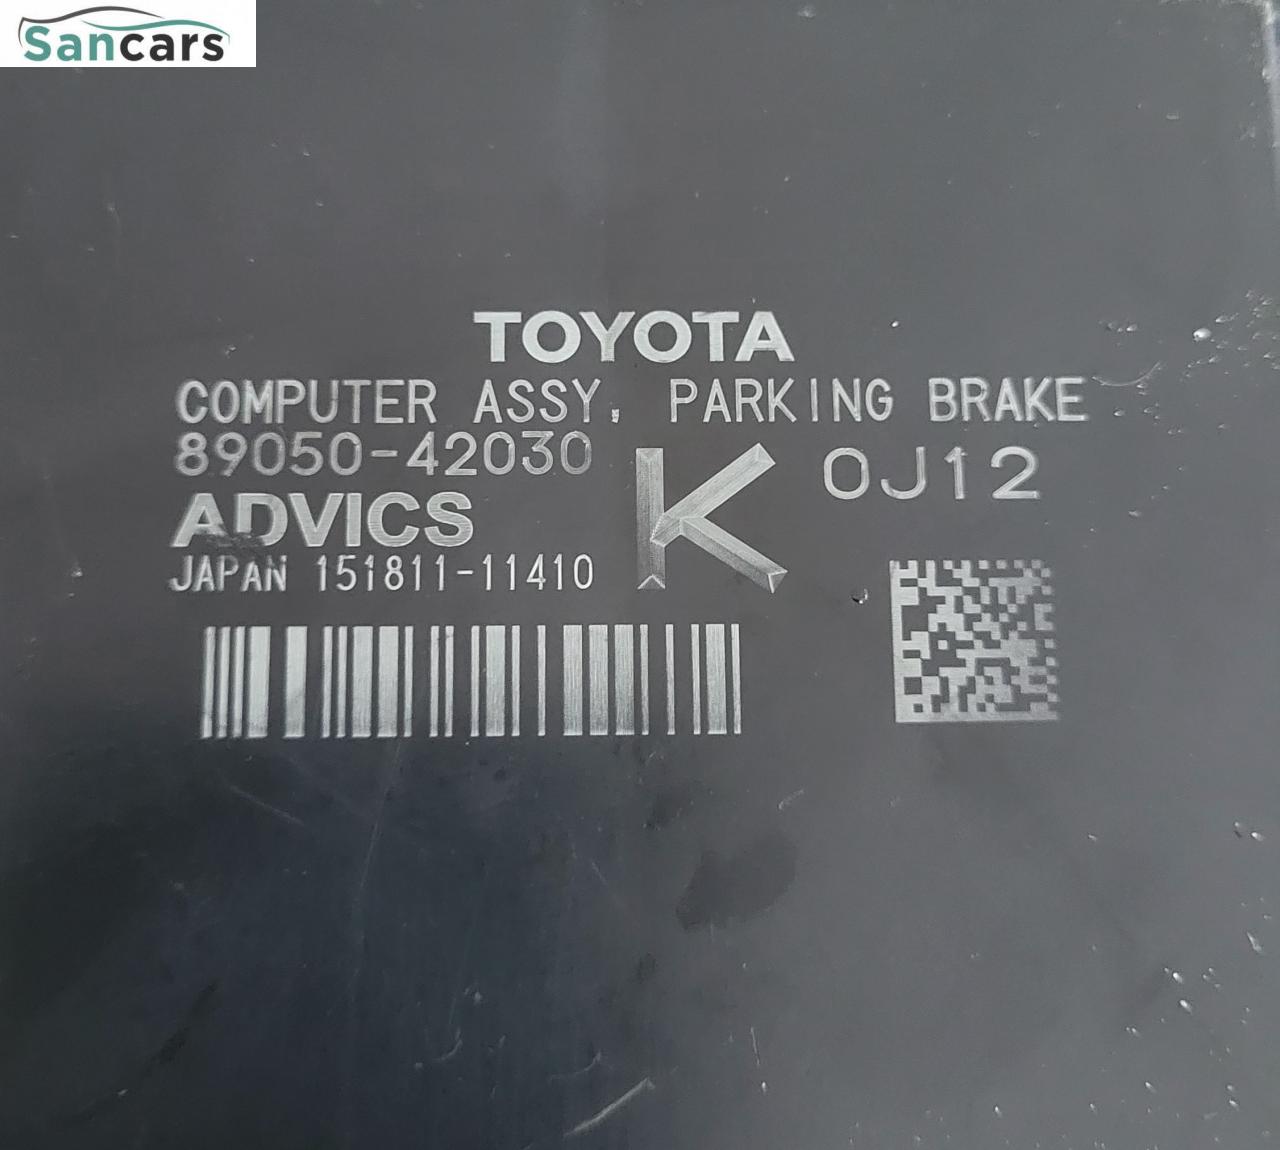 Sancars
TOYOTA
COMPUTER ASSY, PARKING BRAKE
89050-42030
K
0J12
ADVICS
JAPAN 151811-11410